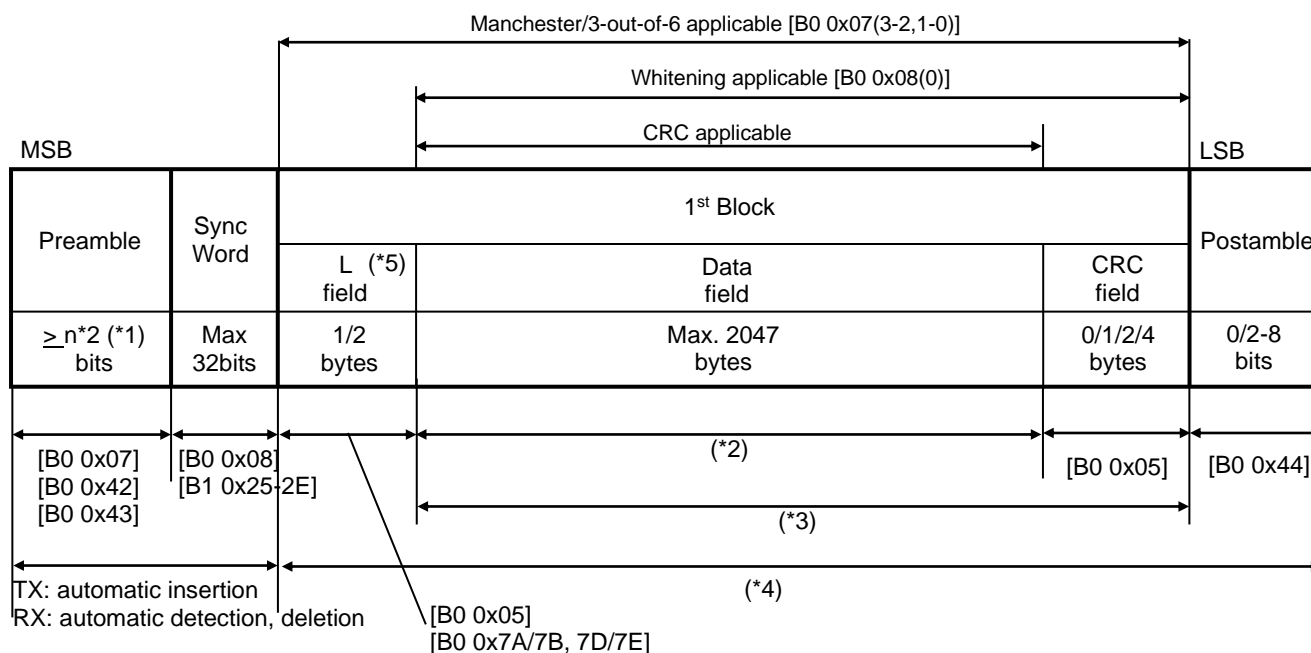 Manchester/3-out-of-6 applicable [B0 0x07(3-2,1-0)]
Whitening applicable [B0 0x08(0)]
CRC applicable
MSB
LSB
Preamble
Sync
Word
1st Block
Postamble
L (*5)
field
Data
field
CRC
field
≥ n*2 (*1)
bits
Max
32bits
1/2
bytes
Max. 2047
bytes
0/1/2/4
bytes
0/2-8
bits
[B0 0x07]
[B0 0x42]
[B0 0x43]
[B0 0x08]
[B1 0x25-2E]
(*2)
[B0 0x05]
[B0 0x44]
(*3)
TX: automatic insertion
RX: automatic detection, deletion
(*4)
[B0 0x05]
[B0 0x7A/7B, 7D/7E]